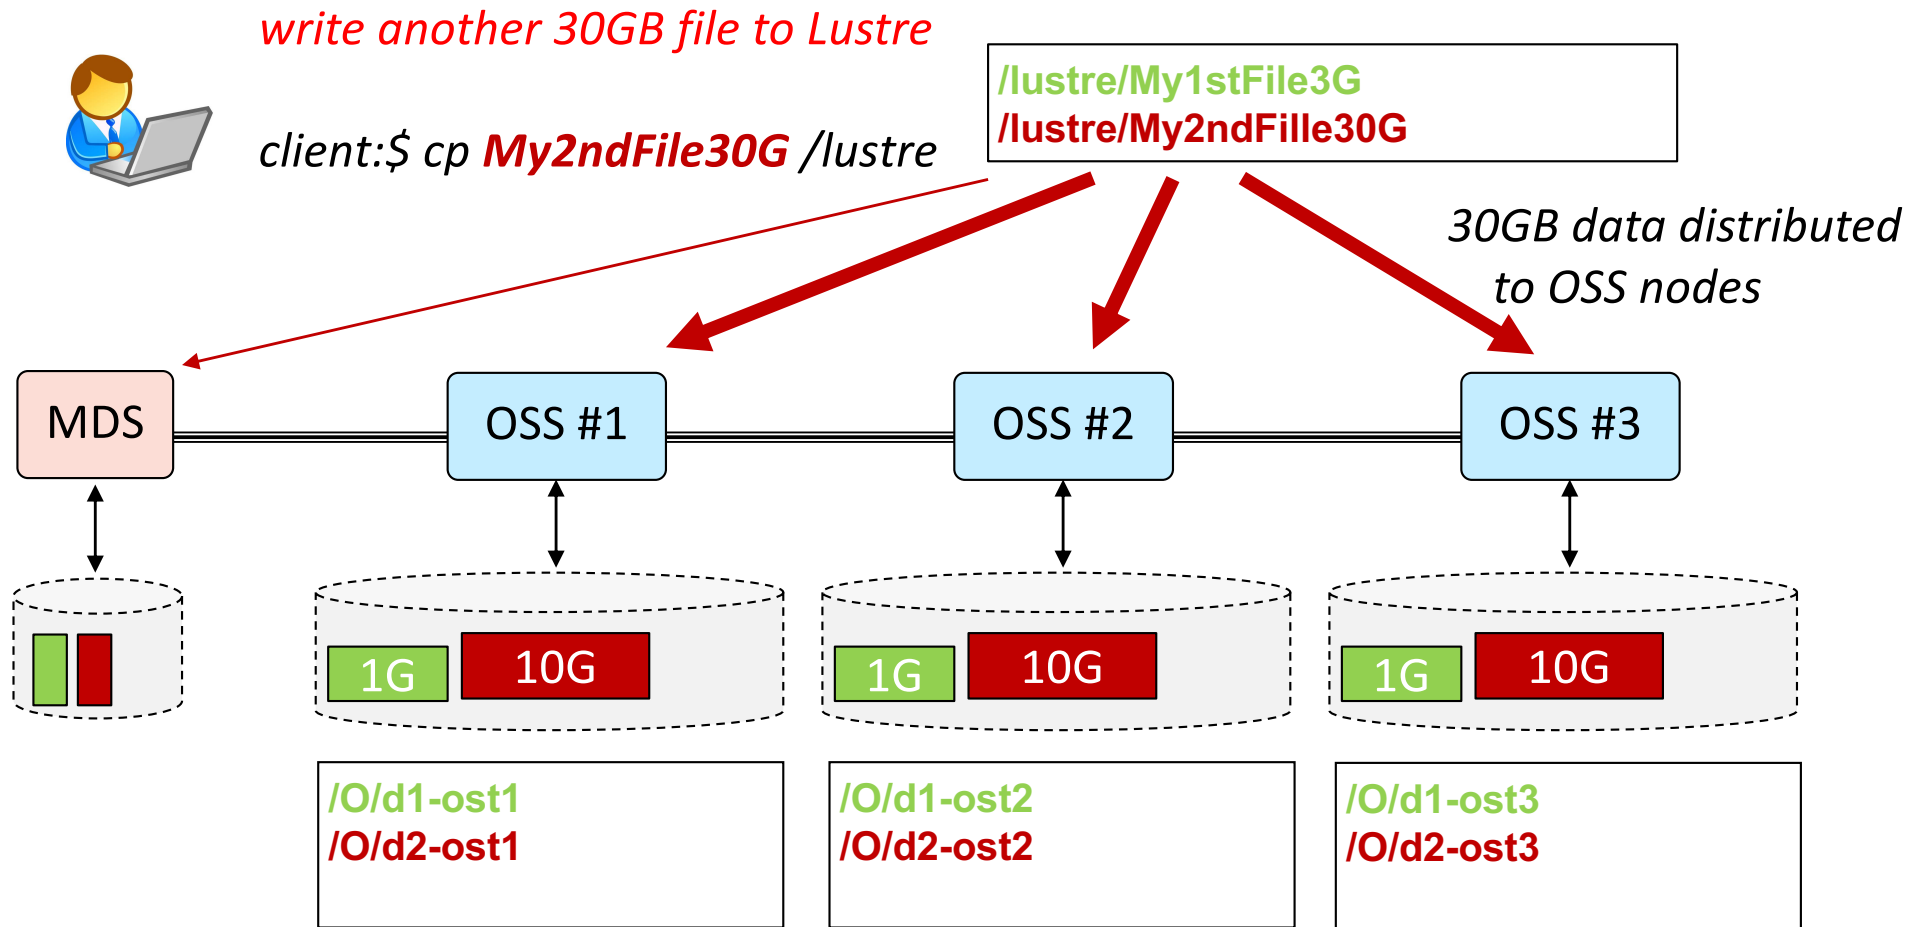 write another 30GB file to Lustre
client:$ cp My2ndFile30G /lustre
/lustre/My1stFile3G
/lustre/My2ndFille30G
30GB data distributed
to OSS nodes
MDS
OSS #1
OSS #2
OSS #3
1G
10G
1G
10G
1G
10G
/O/d1-ost1
/O/d2-ost1
/O/d1-ost2
/O/d2-ost2
/O/d1-ost3
/O/d2-ost3